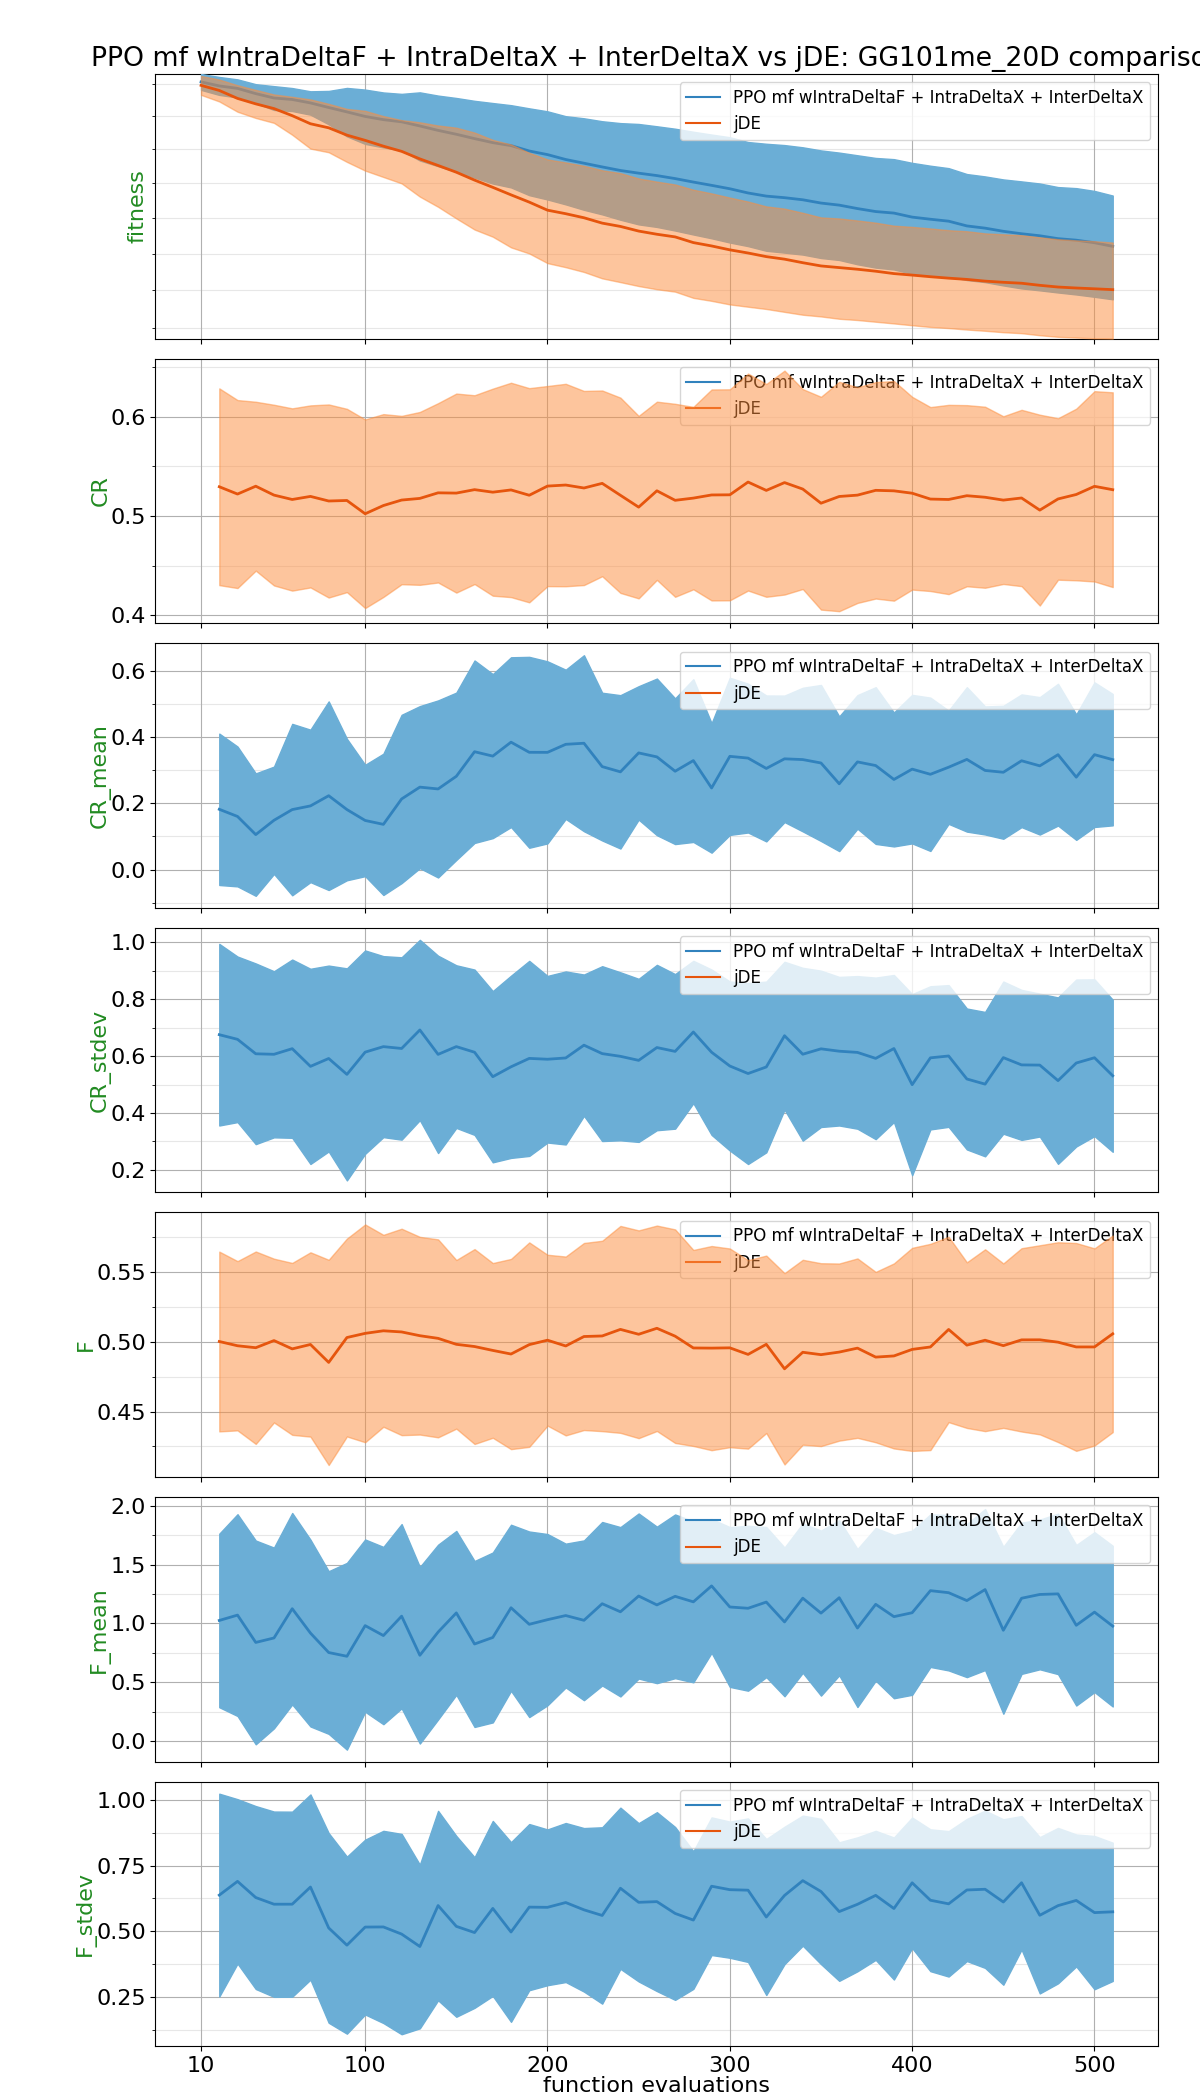 PPO mf wIntraDeltaF + IntraDeltaX + InterDeltaX vs jDE: GG101me_20D comparisc
fitness
PPO mf wIntraDeltaF + IntraDeltaX + InterDeltaX
jDE
CR
0.6
0.5
0.4
PPO mf wIntraDeltaF + IntraDeltaX + InterDeltaX
jDE
CR_mean
0.6
0.4
0.2
0.0
PPO mf wIntraDeltaF + IntraDeltaX + InterDeltaX
jDE
CR_stdev
1.0
0.8
0.6
0.4
0.2
PPO mf wIntraDeltaF + IntraDeltaX + InterDeltaX
jDE
F
0.55
0.50
0.45
PPO mf wIntraDeltaF + IntraDeltaX + InterDeltaX
jDE
F_mean
2.0
1.5
1.0
0.5
0.0
PPO mf wIntraDeltaF + IntraDeltaX + InterDeltaX
jDE
F_stdev
1.00
0.75
0.50
0.25
PPO mf wIntraDeltaF + IntraDeltaX + InterDeltaX
jDE
10 100 200 300 400 500
function evaluations